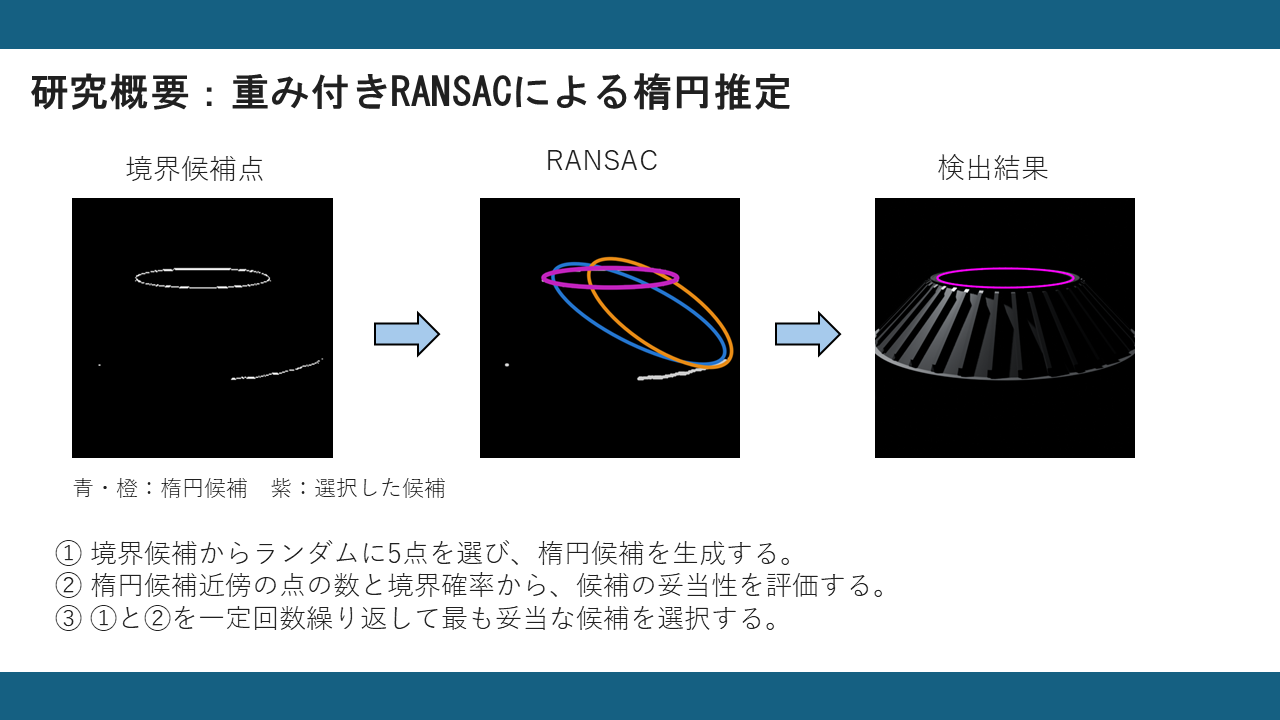 研究概要：重み付きRANSACによる楕円推定
境界候補点
RANSAC
検出結果
青・橙：楕円候補　紫：選択した候補
① 境界候補からランダムに5点を選び、楕円候補を生成する。
② 楕円候補近傍の点の数と境界確率から、候補の妥当性を評価する。
③ ①と②を一定回数繰り返して最も妥当な候補を選択する。